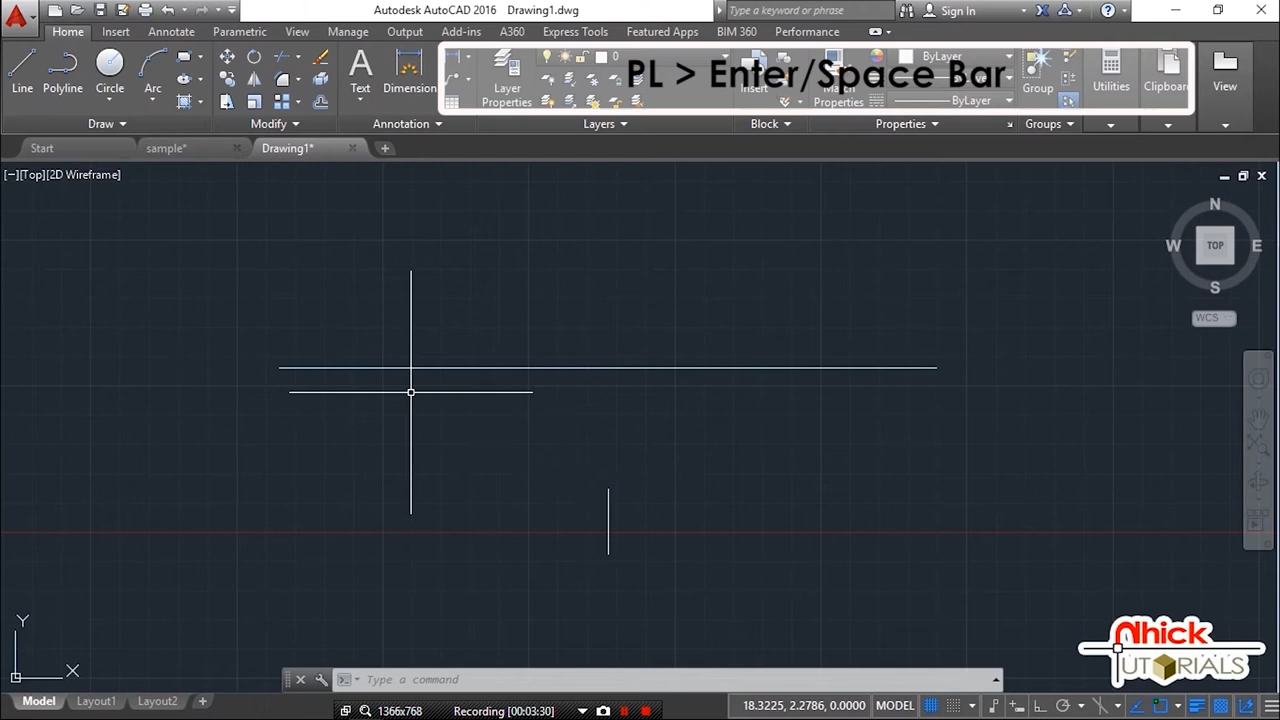 Autodesk AutoCAD 2016 Drawing1.dwg
Type a keyword or phrase
Sign In
Home Insert Annotate Parametric View Manage Output Add-ins A360 Express Tools Featured Apps BIM 360 Performance
PL > Enter/Space Bar
0
ByLayer
ByLayer
Line Polyline Circle Arc
Text Dimension
Layer
Properties
Insert
Match
Properties
Group
Utilities
Clipboard
View
Draw Modify Annotation Layers Block Properties Groups
Start sample* Drawing1*
[−][Top][2D Wireframe]
N
W TOP E
S
WCS
Y
X
Type a command
Nhick
TUTORIALS
Model Layout1 Layout2
1366x768 Recording [00:03:30]
18.3225, 2.2786, 0.0000 MODEL